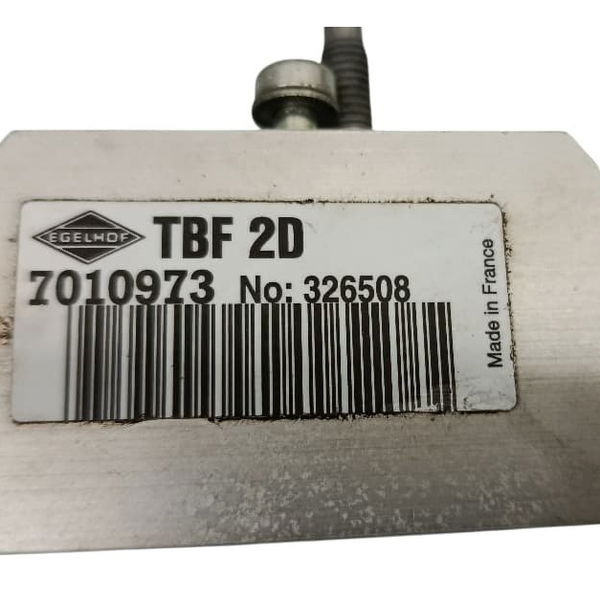 EGELHOF TBF 2D
7010973 No: 326508
Made in France